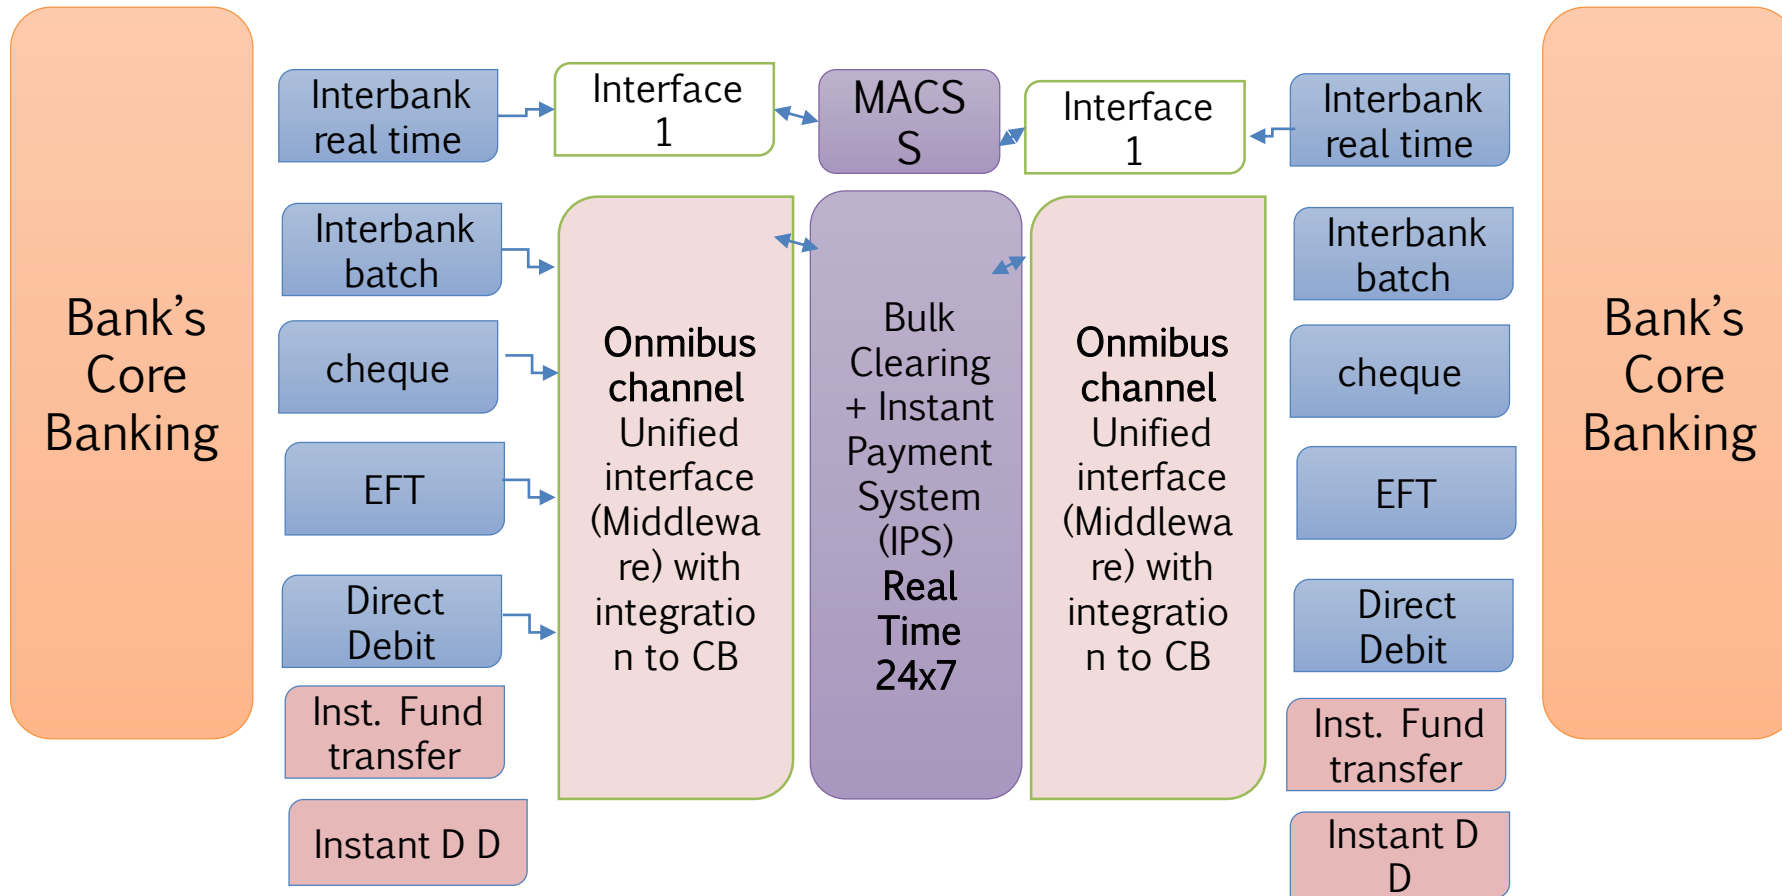 Bank’s
Core
Banking
Interbank
real time
Interbank
batch
cheque
EFT
Direct
Debit
Inst. Fund
transfer
Instant D D
Interface
1
Onmibus
channel
Unified
interface
(Middlewa
re) with
integratio
n to CB
MACS
S
Bulk
Clearing
+ Instant
Payment
System
(IPS)
Real
Time
24x7
Interface
1
Onmibus
channel
Unified
interface
(Middlewa
re) with
integratio
n to CB
Interbank
real time
Interbank
batch
cheque
EFT
Direct
Debit
Inst. Fund
transfer
Instant D
D
Bank’s
Core
Banking